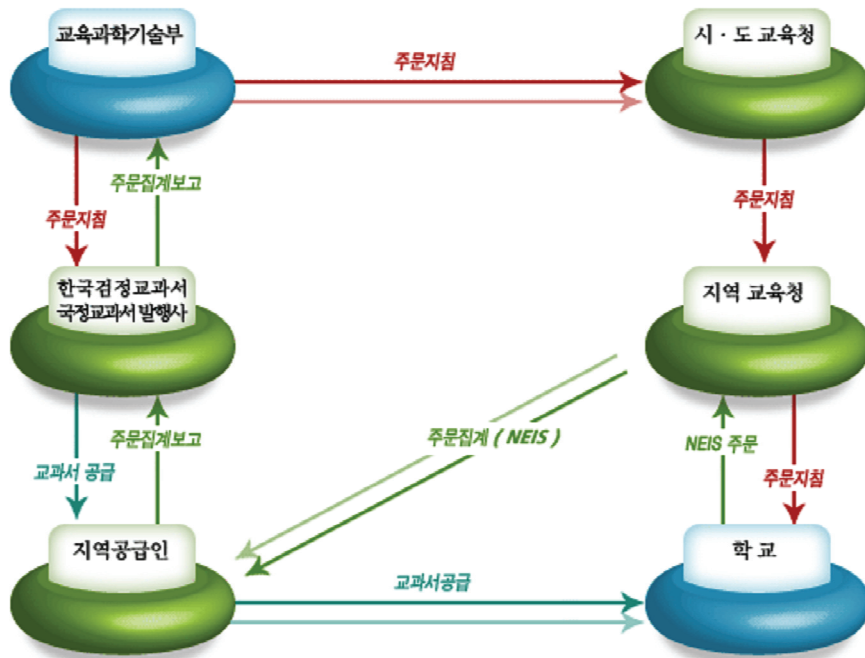 교육과학기술부
시·도 교육청
주문지침
주문집계보고
주문지침
주문지침
한국검정교과서
국정교과서 발행사
지역 교육청
주문집계보고
주문집계 ( NEIS )
NEIS 주문
교과서 공급
주문지침
지역공급인
학 교
교과서공급